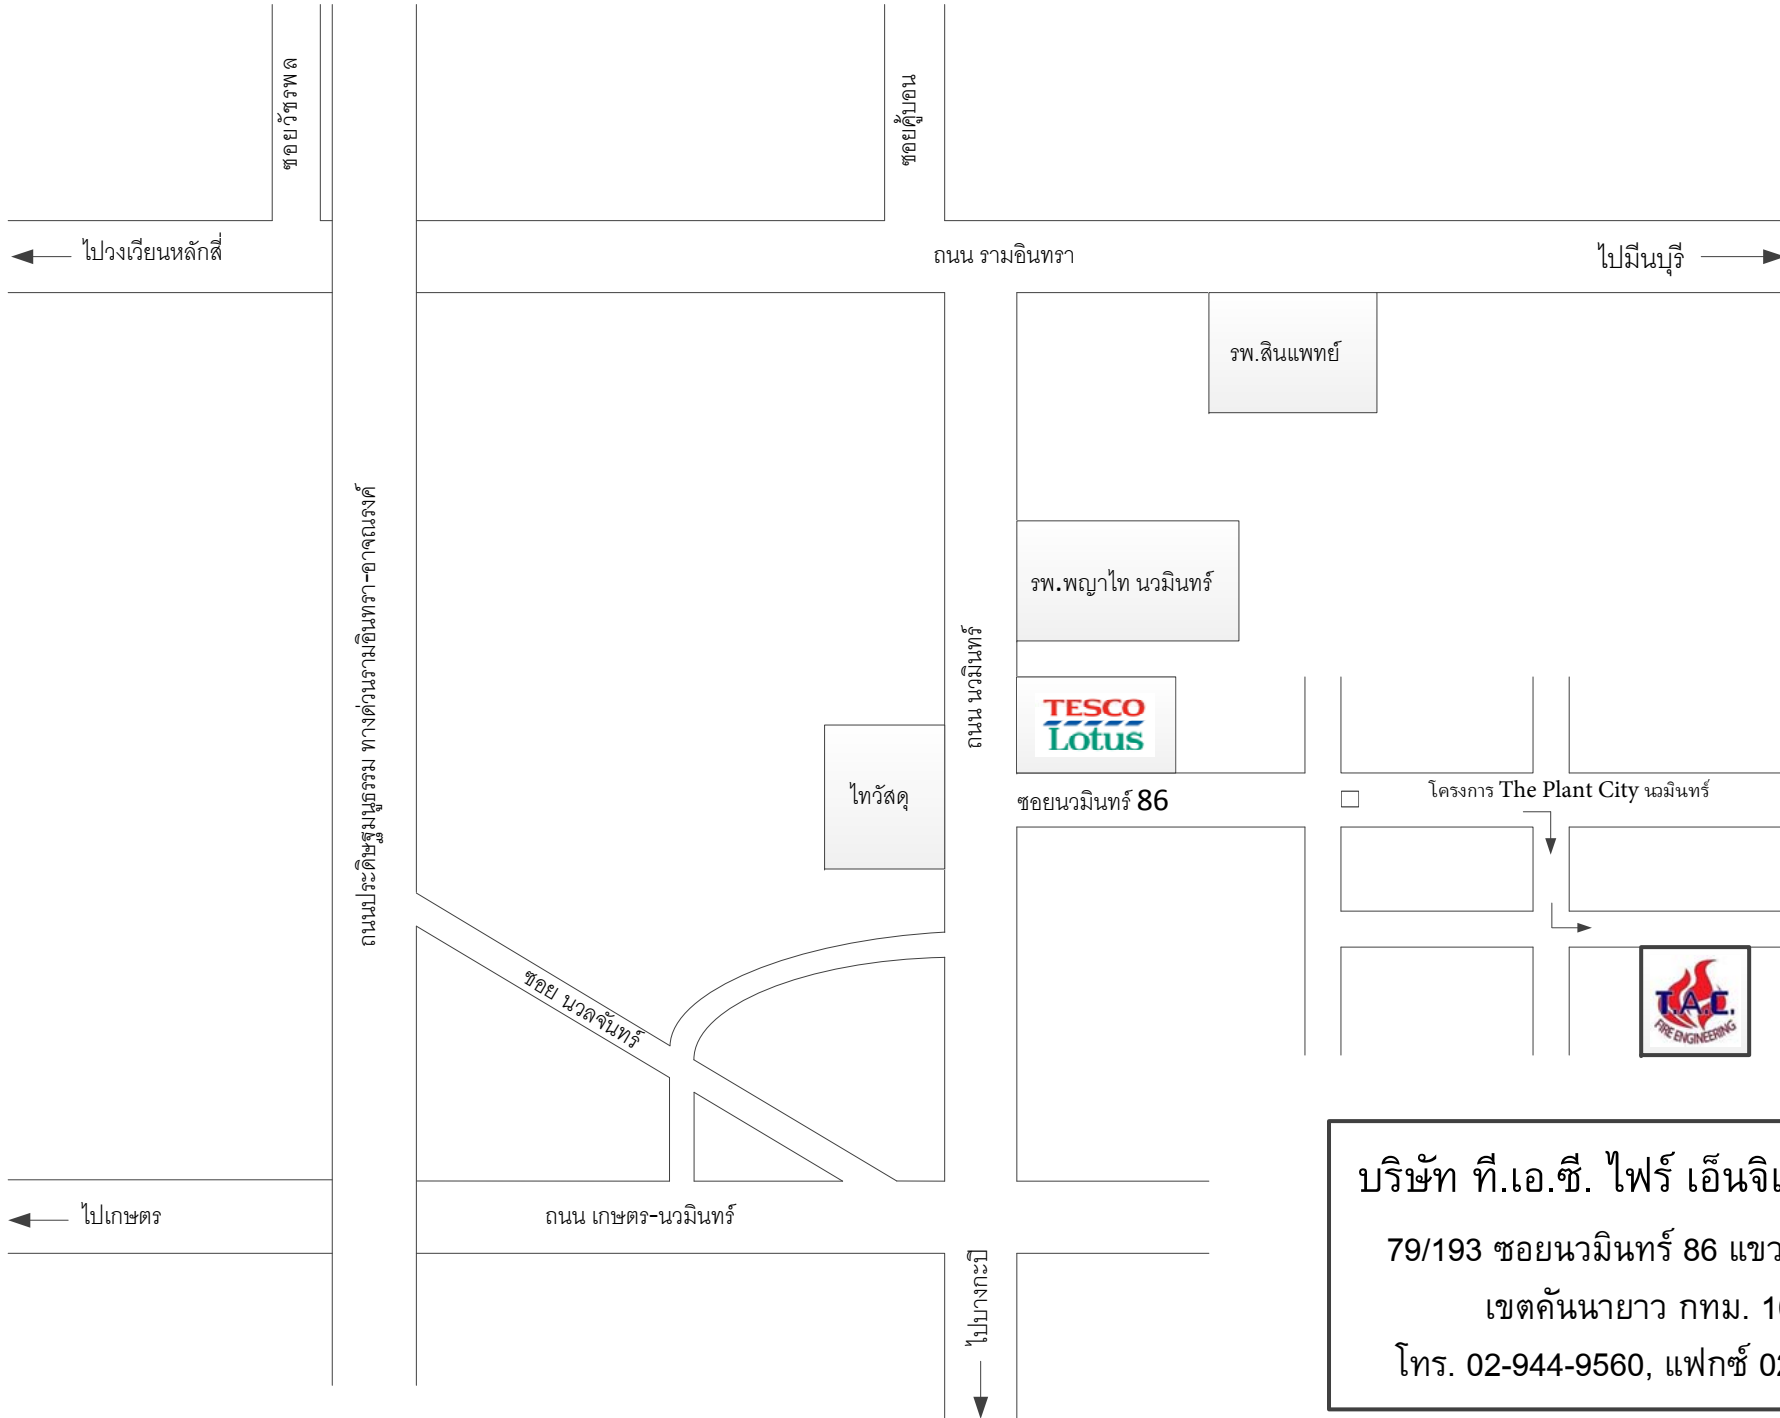 ซอยวัชรพล
ซอยคู้บอน
ไปวงเวียนหลักสี่
ถนน รามอินทรา
ไปมีนบุรี
รพ.สินแพทย์
ถนนประดิษฐมนูธรรม ทางด่วนรามอินทรา-อาจณรงค์
รพ.พญาไท นวมินทร์
ถนน นวมินทร์
TESCO
Lotus
ไทวัสดุ
ซอยนวมินทร์ 86
โครงการ The Plant City นวมินทร์
ซอย นวลจันทร์
T.A.C.
FIRE ENGINEERING
ไปเกษตร
ถนน เกษตร-นวมินทร์
ไปบางกะปิ
บริษัท ที.เอ.ซี. ไฟร์
79/193 ซอยนวมินทร์ 86
เขตคันนายาว กทม.
โทร. 02-944-9560, แฟกซ์